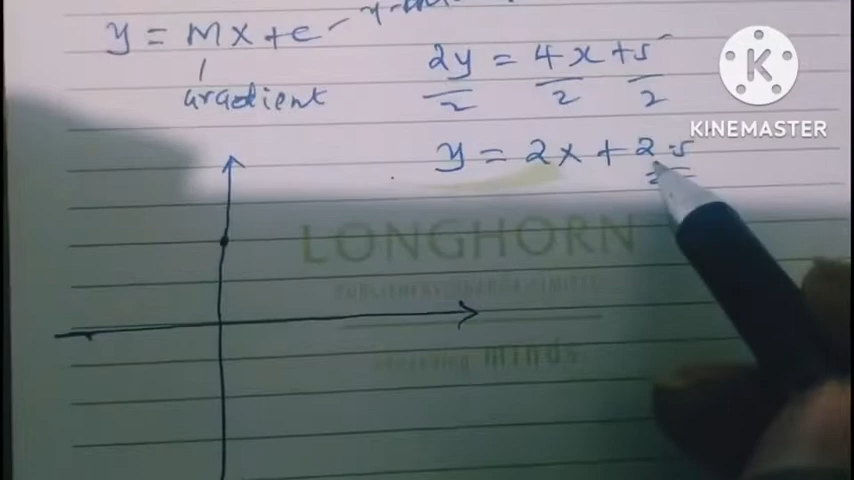 y = mx + c
gradient
2y = 4x + 5
2 2 2
y = 2x + 2.5
KINEMASTER
LONGHORN
minds